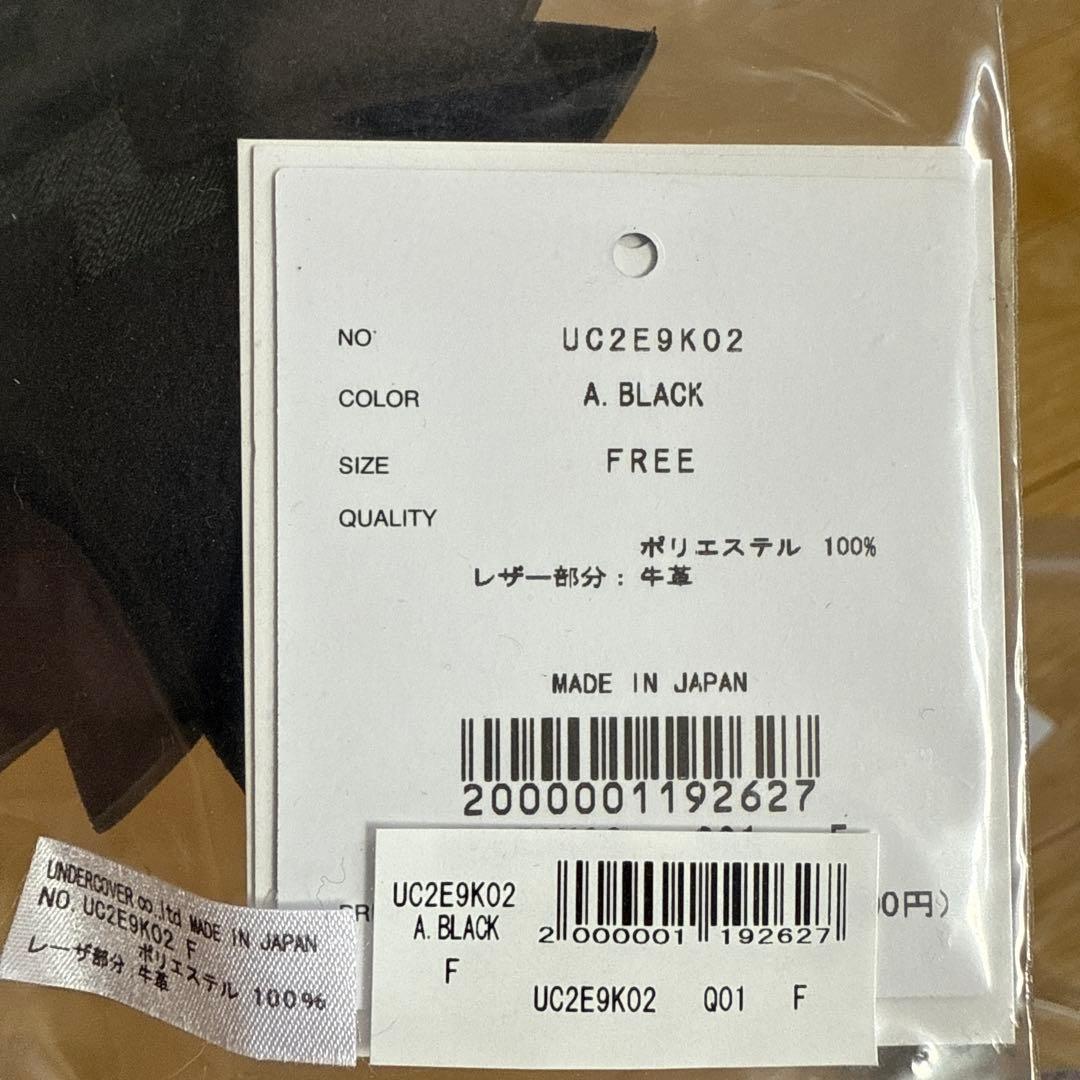 NO. UC2E9K02
COLOR A. BLACK
SIZE FREE
QUALITY
ポリエステル 100%
レザー部分 : 牛革
MADE IN JAPAN
2000001192627
UC2E9K02
A. BLACK
F
2 000001 192627
UC2E9K02 Q01 F
0円)
UNDERCOVER co.,ltd MADE IN JAPAN
NO. UC2E9K02 F
ポリエステル 100%
レーザ部分 牛革